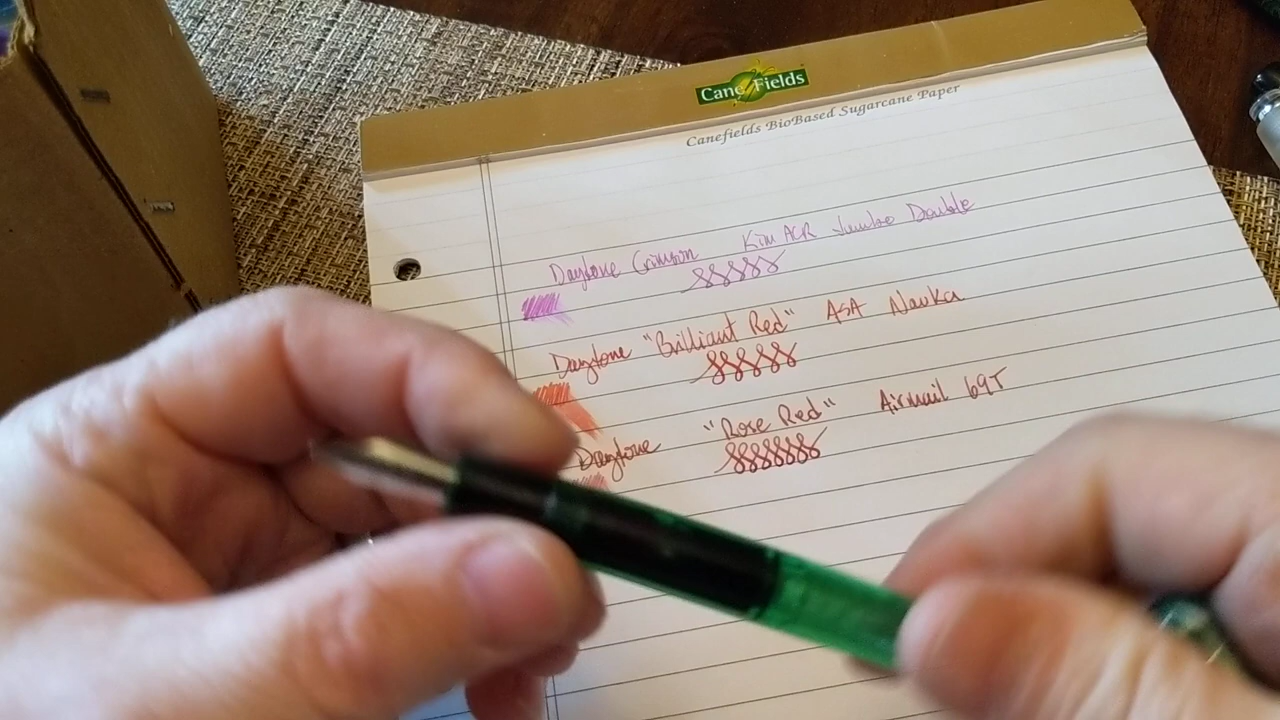 Cane Fields
Canefields BioBased Sugarcane Paper
Daytone Crimson Kim ACR Jumbo Double
Daytone "Brilliant Red" ASA Nauka
Daytone "Rose Red" Airmail 69T